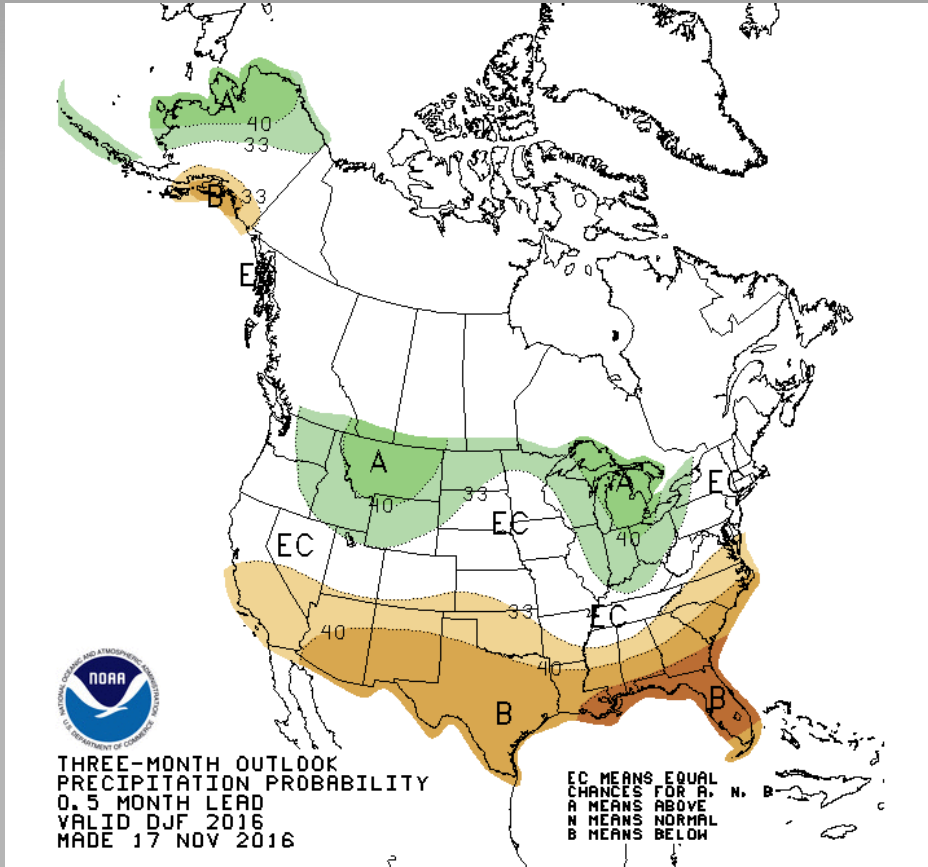 A
40
33
B
33
EC
A
40
33
EC
A
40
EC
EC
33
EC
40
40
B
B
NATIONAL OCEANIC AND ATMOSPHERIC ADMINISTRATION
NOAA
U.S. DEPARTMENT OF COMMERCE
THREE-MONTH OUTLOOK
PRECIPITATION PROBABILITY
0.5 MONTH LEAD
VALID DJF 2016
MADE 17 NOV 2016
EC MEANS EQUAL
CHANCES FOR A, N, B
A MEANS ABOVE
N MEANS NORMAL
B MEANS BELOW